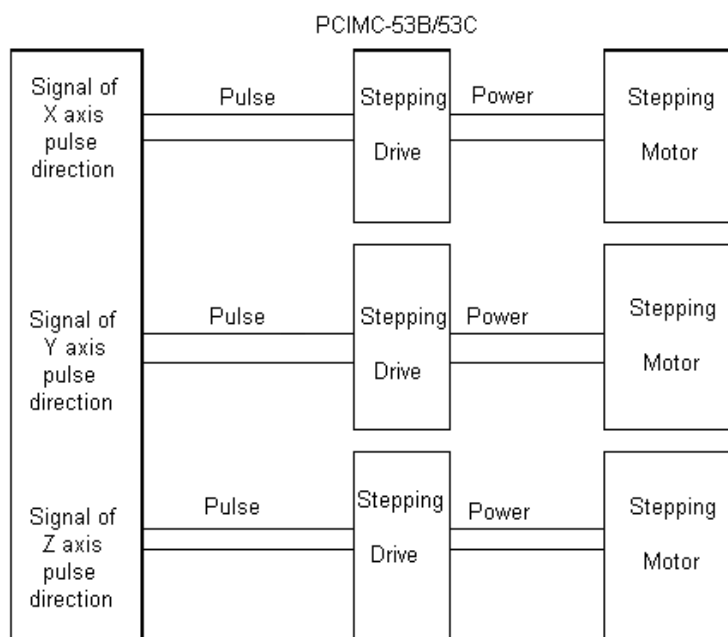 PCIMC-53B/53C
Signal of
X axis
pulse
direction
Pulse
Stepping
Drive
Power
Stepping
Motor
Signal of
Y axis
pulse
direction
Pulse
Stepping
Drive
Power
Stepping
Motor
Signal of
Z axis
pulse
direction
Pulse
Stepping
Drive
Power
Stepping
Motor